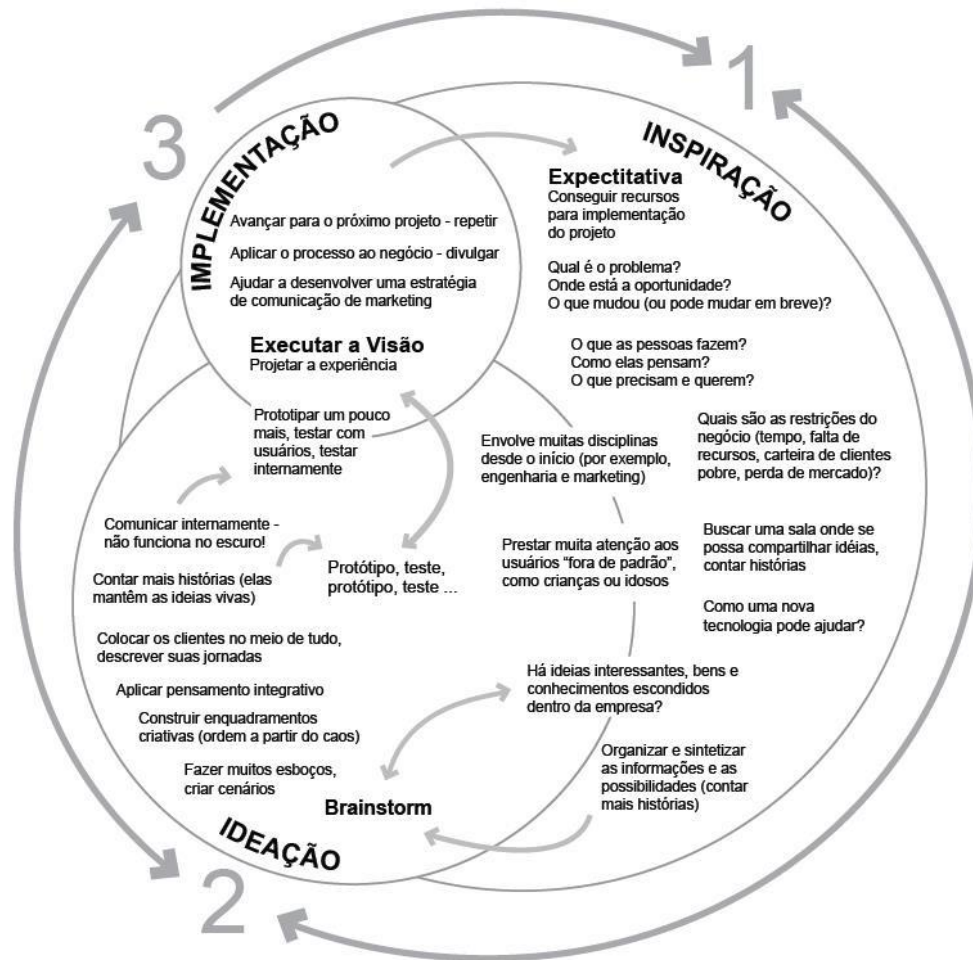 1
INSPIRAÇÃO
Expectitativa
Conseguir recursos
para implementação
do projeto
Qual é o problema?
Onde está a oportunidade?
O que mudou (ou pode mudar em breve)?
O que as pessoas fazem?
Como elas pensam?
O que precisam e querem?
Quais são as restrições do
negócio (tempo, falta de
recursos, carteira de clientes
pobre, perda de mercado)?
Envolve muitas disciplinas
desde o início (por exemplo,
engenharia e marketing)
Buscar uma sala onde se
possa compartilhar idéias,
contar histórias
Prestar muita atenção aos
usuários “fora de padrão”,
como crianças ou idosos
Como uma nova
tecnologia pode ajudar?
Há ideias interessantes, bens e
conhecimentos escondidos
dentro da empresa?
Organizar e sintetizar
as informações e as
possibilidades (contar
mais histórias)
2
IDEAÇÃO
Brainstorm
Fazer muitos esboços,
criar cenários
Construir enquadramentos
criativas (ordem a partir do caos)
Aplicar pensamento integrativo
Colocar os clientes no meio de tudo,
descrever suas jornadas
Contar mais histórias (elas
mantêm as ideias vivas)
Protótipo, teste,
protótipo, teste ...
Comunicar internamente -
não funciona no escuro!
Prototipar um pouco
mais, testar com
usuários, testar
internamente
3
IMPLEMENTAÇÃO
Executar a Visão
Projetar a experiência
Ajudar a desenvolver uma estratégia
de comunicação de marketing
Aplicar o processo ao negócio - divulgar
Avançar para o próximo projeto - repetir